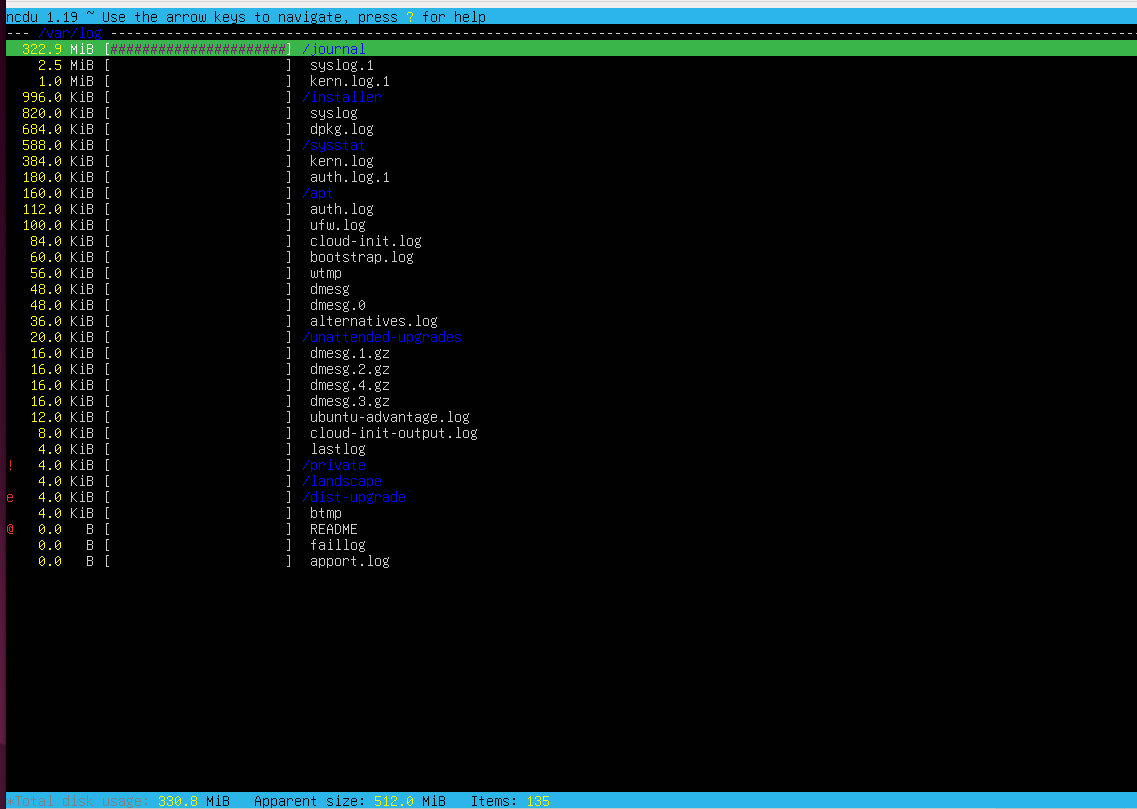 ncdu 1.19 ~ Use the arrow keys to navigate, press ? for help
--- /var/log ---------------------------------------------------------------------------------------------------------------------------------
322.9 MiB [######################] /journal
2.5 MiB [                      ]  syslog.1
1.0 MiB [                      ]  kern.log.1
996.0 KiB [                      ] /installer
820.0 KiB [                      ]  syslog
684.0 KiB [                      ]  dpkg.log
588.0 KiB [                      ] /sysstat
384.0 KiB [                      ]  kern.log
180.0 KiB [                      ]  auth.log.1
160.0 KiB [                      ] /apt
112.0 KiB [                      ]  auth.log
100.0 KiB [                      ]  ufw.log
84.0 KiB [                      ]  cloud-init.log
60.0 KiB [                      ]  bootstrap.log
56.0 KiB [                      ]  wtmp
48.0 KiB [                      ]  dmesg
48.0 KiB [                      ]  dmesg.0
36.0 KiB [                      ]  alternatives.log
20.0 KiB [                      ] /unattended-upgrades
16.0 KiB [                      ]  dmesg.1.gz
16.0 KiB [                      ]  dmesg.2.gz
16.0 KiB [                      ]  dmesg.4.gz
16.0 KiB [                      ]  dmesg.3.gz
12.0 KiB [                      ]  ubuntu-advantage.log
8.0 KiB [                      ]  cloud-init-output.log
4.0 KiB [                      ]  lastlog
! 4.0 KiB [                      ] /private
4.0 KiB [                      ] /landscape
e 4.0 KiB [                      ] /dist-upgrade
4.0 KiB [                      ]  btmp
@ 0.0 B [                      ]  README
0.0 B [                      ]  faillog
0.0 B [                      ]  apport.log
*Total disk usage: 330.8 MiB   Apparent size: 512.0 MiB   Items: 135